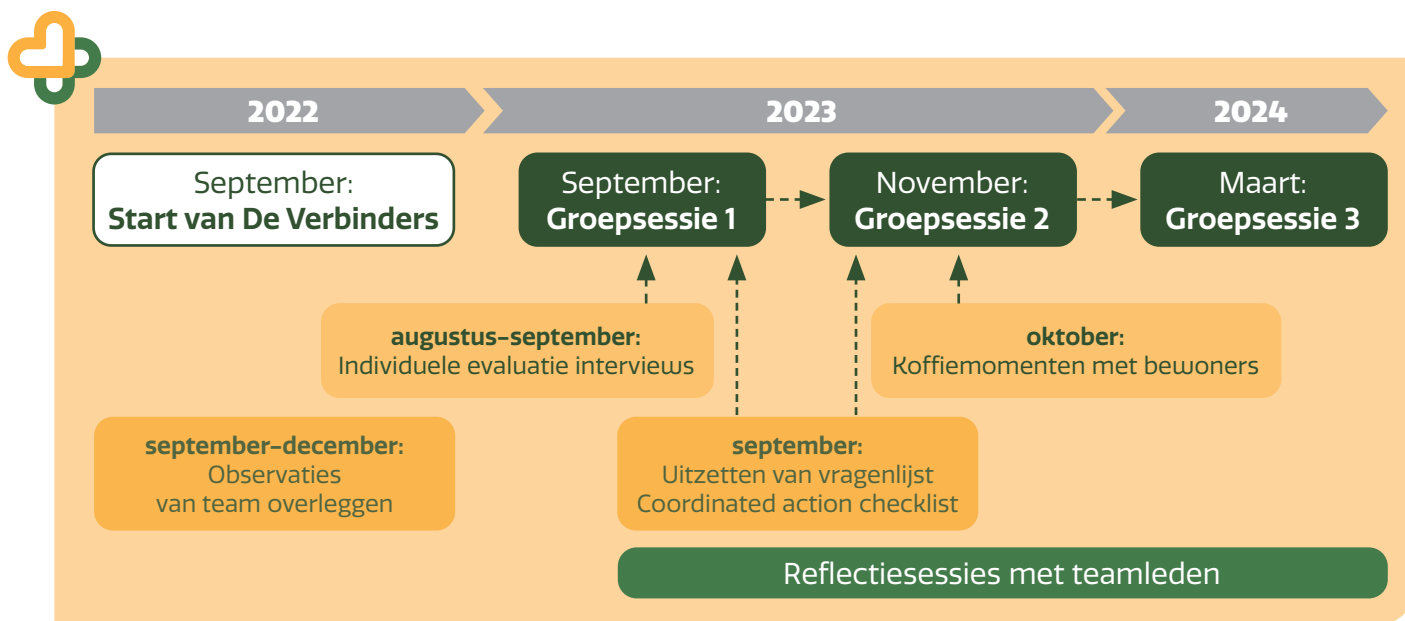 2022
2023
2024
September:
Start van De Verbinders
September:
Groepsessie 1
November:
Groepsessie 2
Maart:
Groepsessie 3
augustus-september:
Individuele evaluatie interviews
oktober:
Koffiemomenten met bewoners
september-december:
Observaties
van team overleggen
september:
Uitzetten van vragenlijst
Coordinated action checklist
Reflectiesessies met teamleden